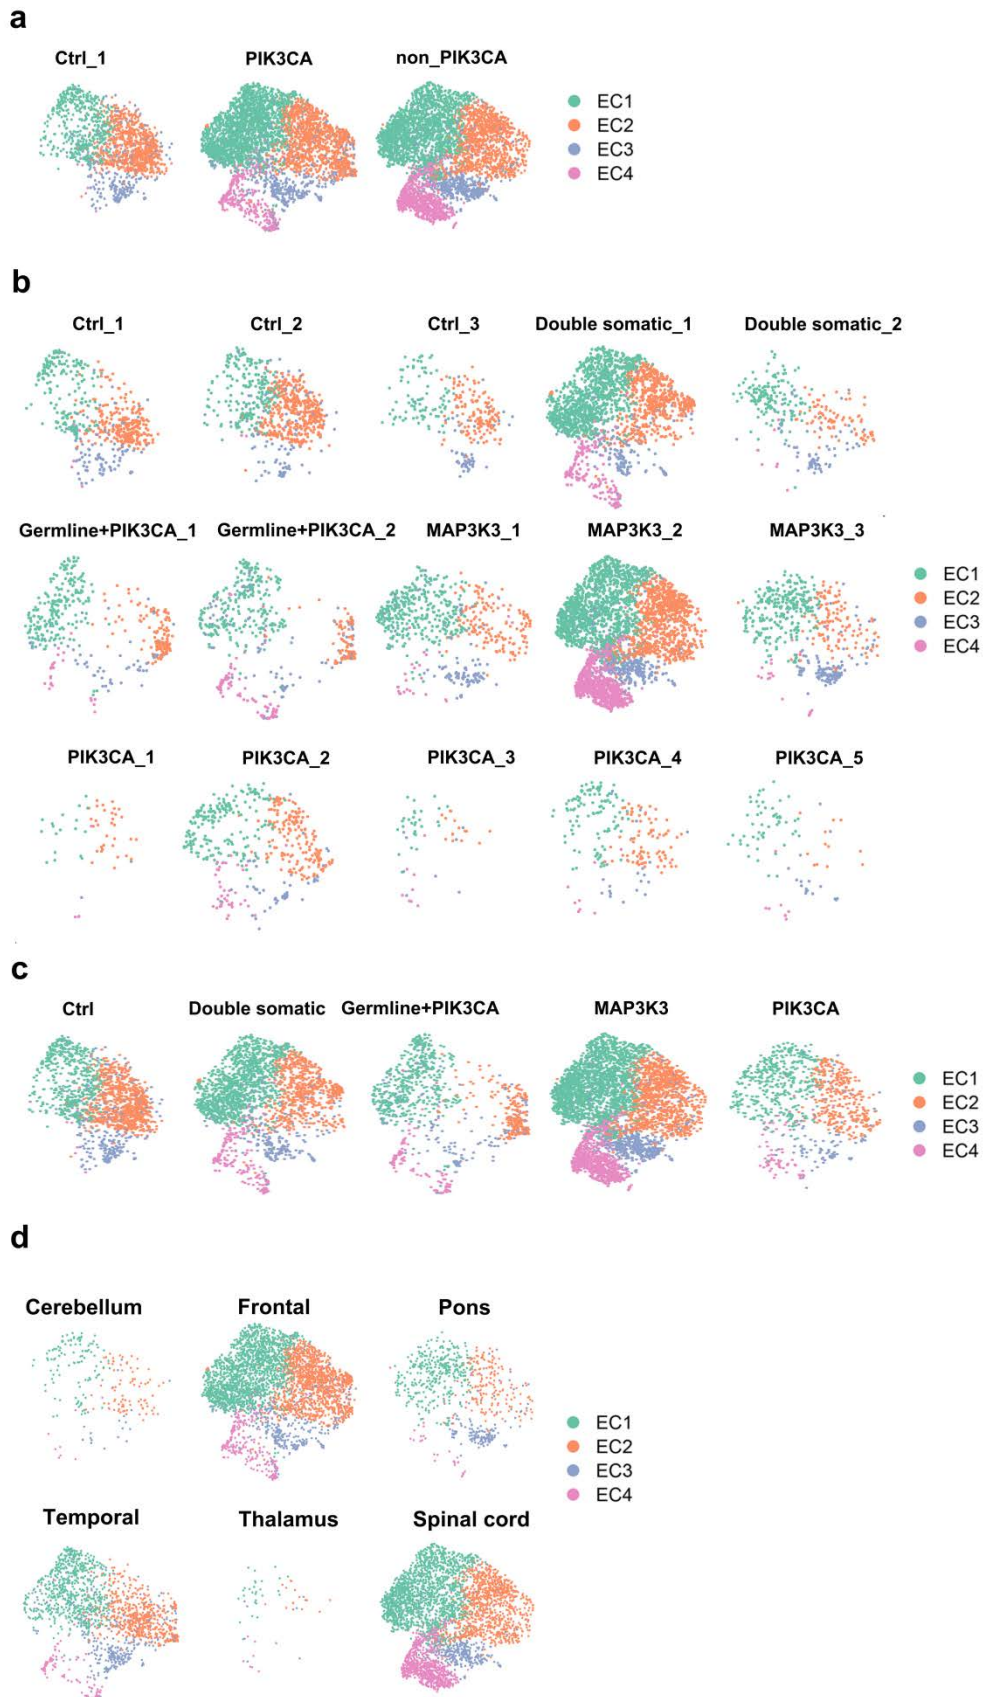 a
Ctrl_1 PIK3CA non_PIK3CA
EC1
EC2
EC3
EC4
b
Ctrl_1 Ctrl_2 Ctrl_3 Double somatic_1 Double somatic_2
Germline+PIK3CA_1 Germline+PIK3CA_2 MAP3K3_1 MAP3K3_2 MAP3K3_3
EC1
EC2
EC3
EC4
PIK3CA_1 PIK3CA_2 PIK3CA_3 PIK3CA_4 PIK3CA_5
c
Ctrl Double somatic Germline+PIK3CA MAP3K3 PIK3CA
EC1
EC2
EC3
EC4
d
Cerebellum Frontal Pons
EC1
EC2
EC3
EC4
Temporal Thalamus Spinal cord